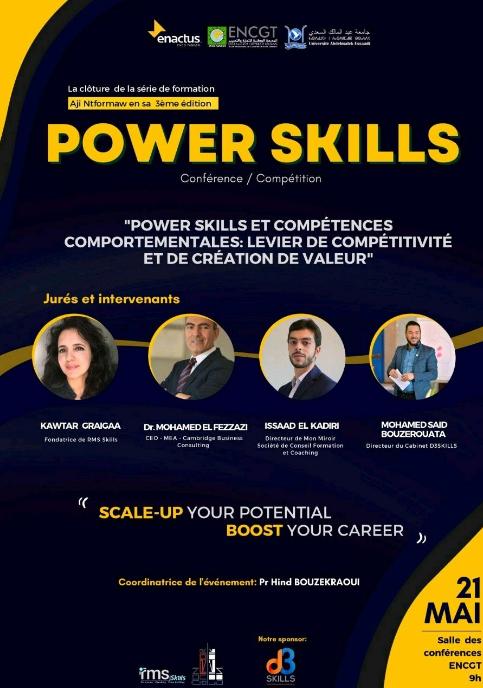 enactus
ENCGT
جامعة عبد المالك السعدي
Université Abdelmalek Essaadi
La clôture de la série de formation
Aji Ntformaw en sa 3ème édition
POWER SKILLS
Conférence / Compétition
"POWER SKILLS ET COMPÉTENCES
COMPORTEMENTALES: LEVIER DE COMPÉTITIVITÉ
ET DE CRÉATION DE VALEUR"
Jurés et intervenants
KAWTAR GRAIGAA
Fondatrice de RMS Skills
Dr. MOHAMED EL FEZZAZI
CEO - MEA - Cambridge Business
Consulting
ISSAAD EL KADIRI
Directeur de Mon Miroir
Société de Conseil Formation
et Coaching
MOHAMED SAID
BOUZEROUATA
Directeur du Cabinet D3SKILLS
SCALE-UP YOUR POTENTIAL
BOOST YOUR CAREER
Coordinatrice de l'événement: Pr Hind BOUZEKRAOUI
21
MAI
Salle des
conférences
ENCGT
9h
Notre sponsor:
rms skills
d3
SKILLS